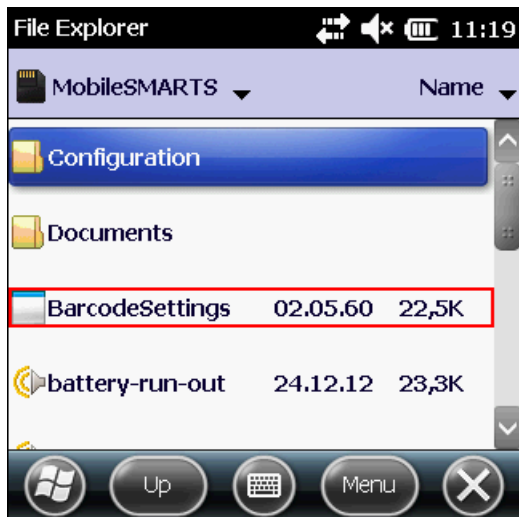 File Explorer 11:19
MobileSMARTS Name
Configuration
Documents
BarcodeSettings 02.05.60 22,5K
battery-run-out 24.12.12 23,3K
Up Menu